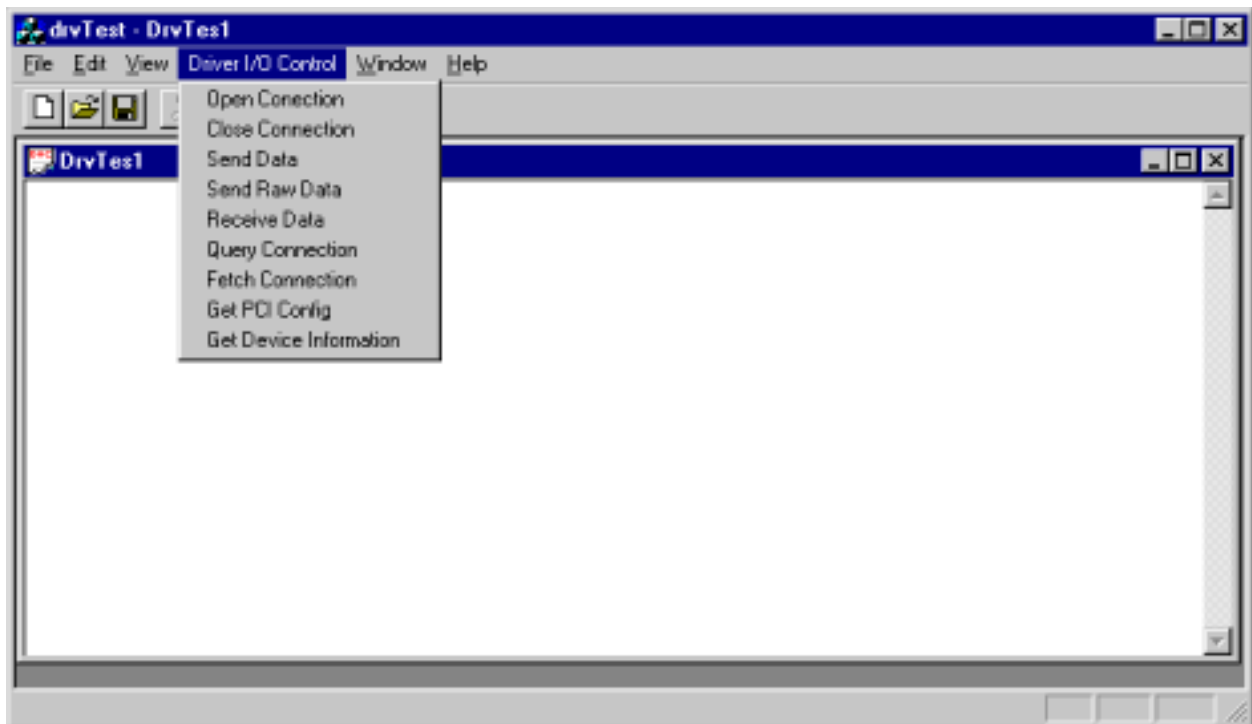 drvTest - DrvTes1
File Edit View Driver I/O Control Window Help
Open Conection
Close Connection
Send Data
Send Raw Data
Receive Data
Query Connection
Fetch Connection
Get PCI Config
Get Device Information
DrvTes1